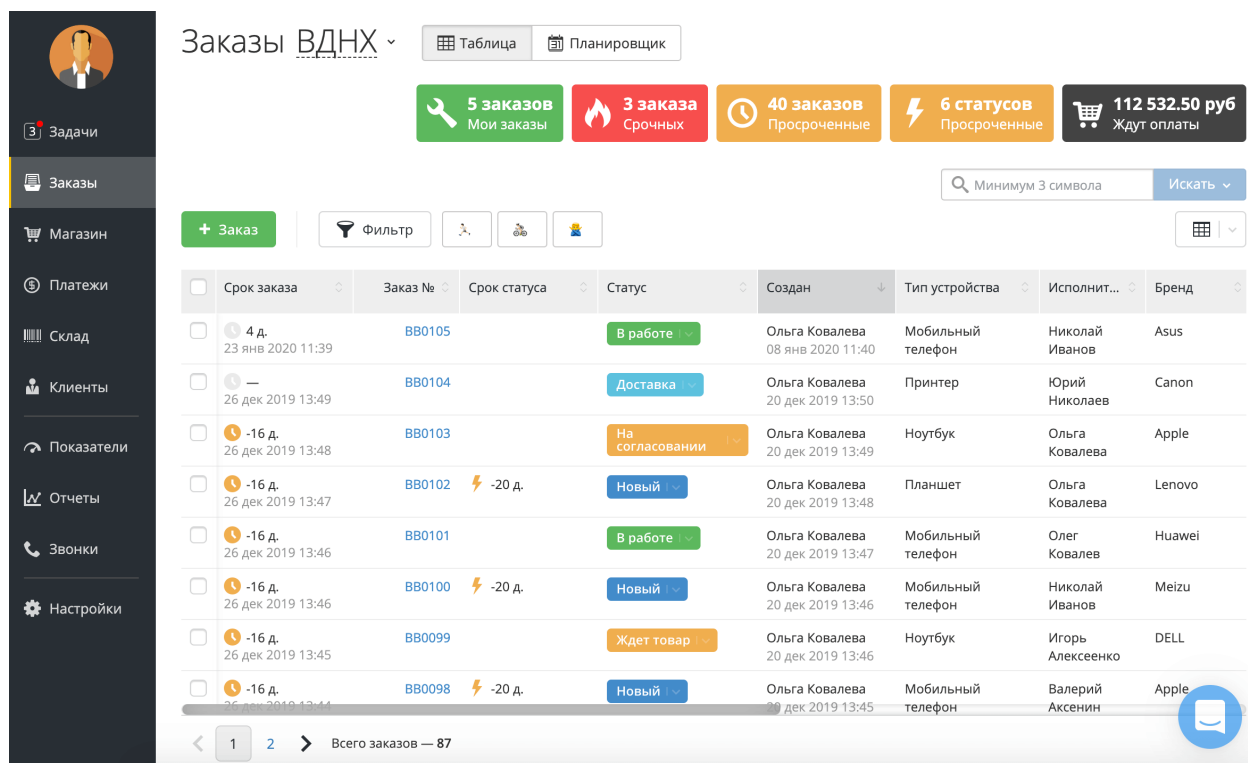 Заказы ВДНХ
Таблица
Планировщик
5 заказов
Мои заказы
3 заказа
Срочных
40 заказов
Просроченные
6 статусов
Просроченные
112 532.50 руб
Ждут оплаты
3 Задачи
Заказы
Магазин
Платежи
Склад
Клиенты
Показатели
Отчеты
Звонки
Настройки
Минимум 3 символа
Искать
+ Заказ
Фильтр
Срок заказа Заказ № Срок статуса Статус Создан Тип устройства Исполнит... Бренд
4 д. BB0105 В работе Ольга Ковалева Мобильный Николай Asus
23 янв 2020 11:39 08 янв 2020 11:40 телефон Иванов
— BB0104 Доставка Ольга Ковалева Принтер Юрий Canon
26 дек 2019 13:49 20 дек 2019 13:50 Николаев
-16 д. BB0103 На согласовании Ольга Ковалева Ноутбук Ольга Apple
26 дек 2019 13:48 20 дек 2019 13:49 Ковалева
-16 д. BB0102 -20 д. Новый Ольга Ковалева Планшет Ольга Lenovo
26 дек 2019 13:47 20 дек 2019 13:48 Ковалева
-16 д. BB0101 В работе Ольга Ковалева Мобильный Олег Huawei
26 дек 2019 13:46 20 дек 2019 13:47 телефон Ковалев
-16 д. BB0100 -20 д. Новый Ольга Ковалева Мобильный Николай Meizu
26 дек 2019 13:46 20 дек 2019 13:46 телефон Иванов
-16 д. BB0099 Ждет товар Ольга Ковалева Ноутбук Игорь DELL
26 дек 2019 13:45 20 дек 2019 13:46 Алексеенко
-16 д. BB0098 -20 д. Новый Ольга Ковалева Мобильный Валерий Apple
26 дек 2019 13:44 20 дек 2019 13:45 телефон Аксенин
1 2 Всего заказов — 87